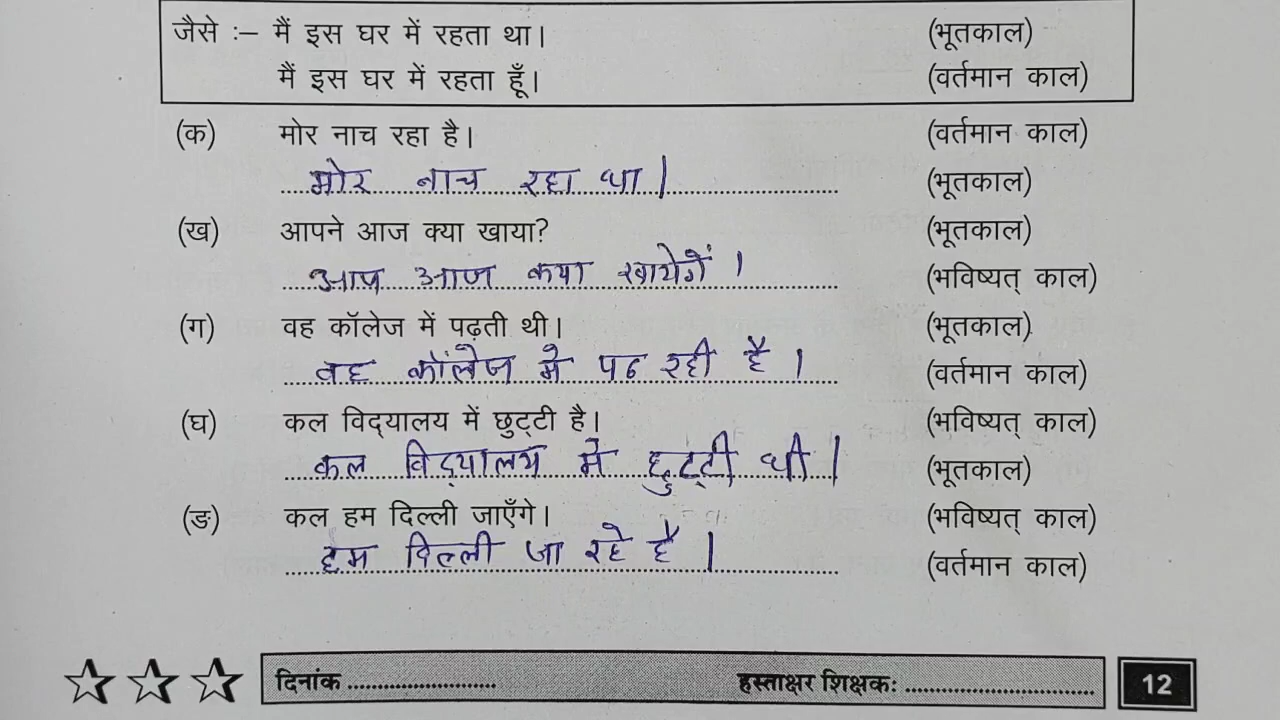 जैसे :– मैं इस घर में रहता था। (भूतकाल)
मैं इस घर में रहता हूँ। (वर्तमान काल)
(क) मोर नाच रहा है। (वर्तमान काल)
मोर नाच रहा था। (भूतकाल)
(ख) आपने आज क्या खाया? (भूतकाल)
आप आज क्या खायेगें। (भविष्यत् काल)
(ग) वह कॉलेज में पढ़ती थी। (भूतकाल)
वह कॉलेज मे पढ रही है। (वर्तमान काल)
(घ) कल विद्यालय में छुट्टी है। (भविष्यत् काल)
कल विद्यालय मे छुट्टी थी। (भूतकाल)
(ङ) कल हम दिल्ली जाएँगे। (भविष्यत् काल)
हम दिल्ली जा रहे है। (वर्तमान काल)
दिनांक .......................... हस्ताक्षर शिक्षकः .............................. 12